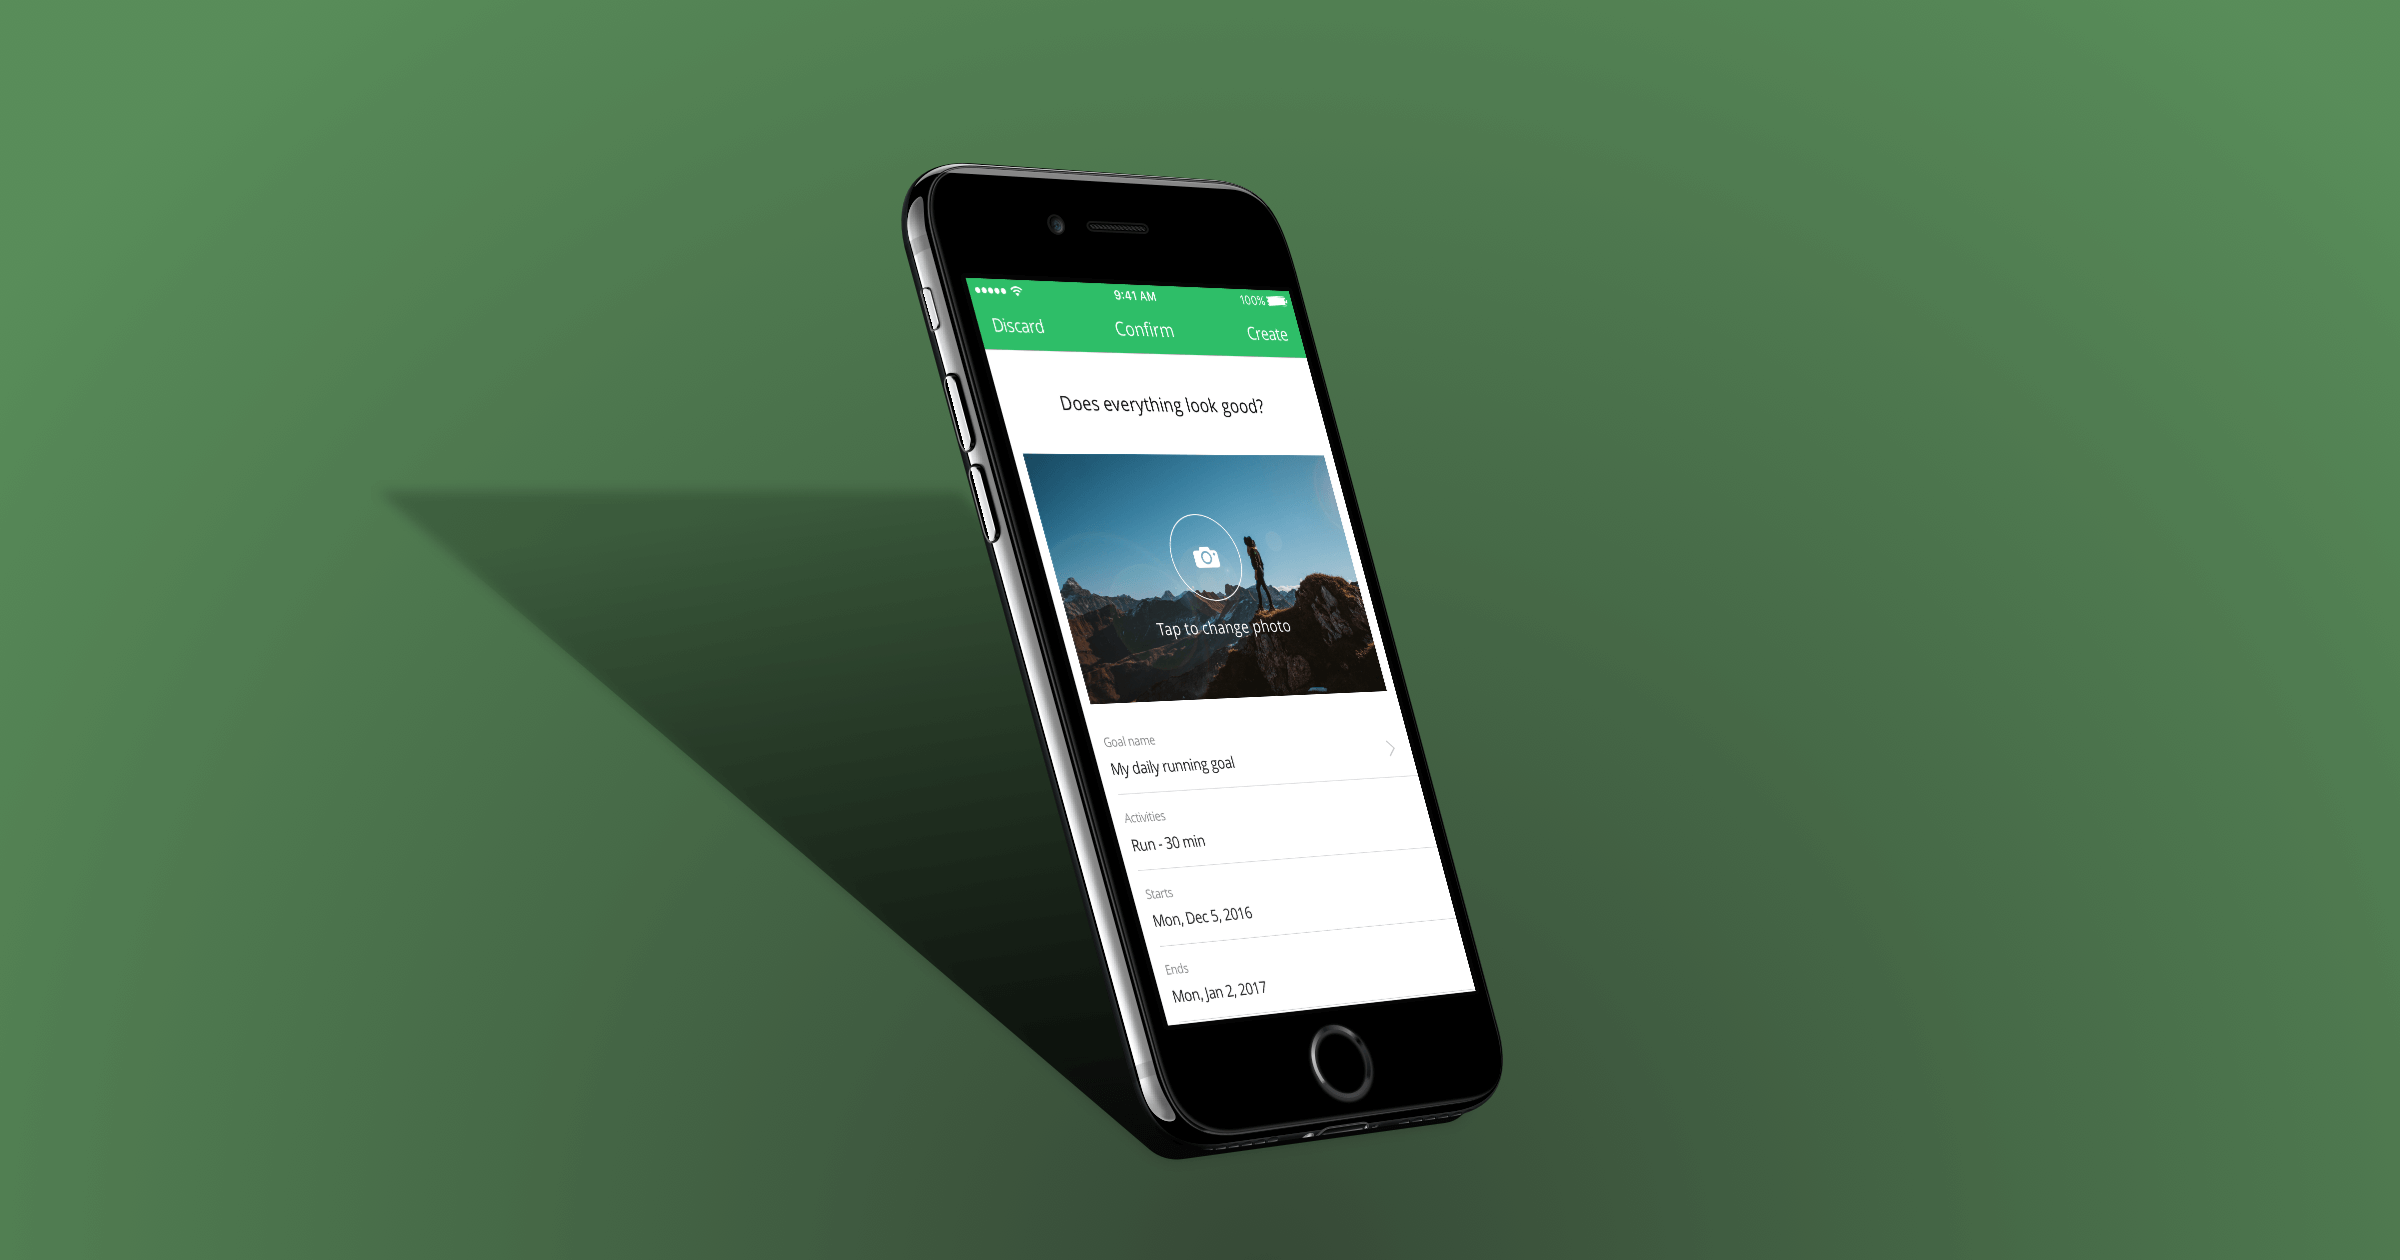 9:41 AM 100%
Discard Confirm Create
Does everything look good?
Tap to change photo
Goal name
My daily running goal
Activities
Run - 30 min
Starts
Mon, Dec 5, 2016
Ends
Mon, Jan 2, 2017